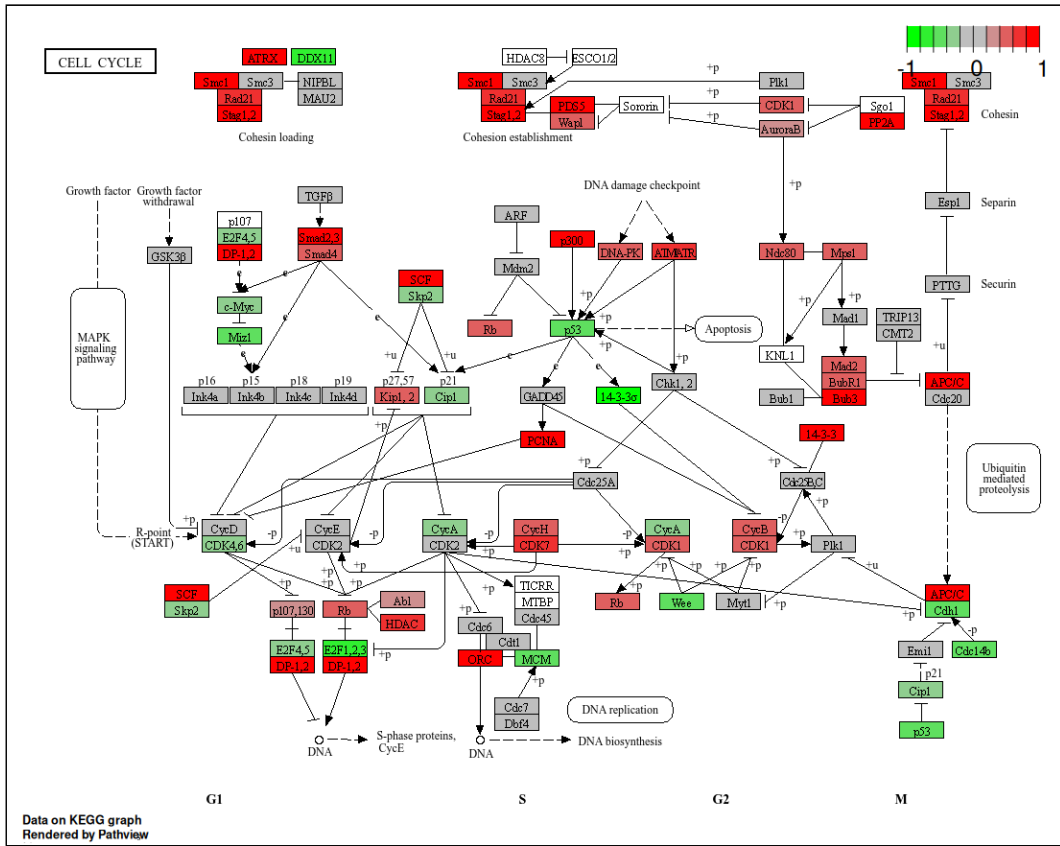 CELL CYCLE
ATRX DDX11
Smc1 Smc3 NIPBL
MAU2
Rad21
Stag1,2
Cohesin loading
HDAC8 ESCO1/2
Smc1 Smc3
Rad21
Stag1,2
PDS5
Wapl
Sororin
Cohesion establishment
+p
+p
+p
Plk1
CDK1
AuroraB
Sgo1
PP2A
-1 0 1
M
Smc1 Smc3
Rad21
Stag1,2
Cohesin
Growth factor
Growth factor
withdrawal
GSK3β
p107
E2F4,5
DP-1,2
TGFβ
Smad2,3
Smad4
e
e
e
e
c-Myc
Miz1
SCF
Skp2
ARF
Mdm2
Rb
p300
DNA damage checkpoint
DNA-PK
ATM/ATR
+p
+p
+p
+p
p53
Apoptosis
e
e
+p
Ndc80
Mps1
+p
+p
Mad1
KNL1
TRIP13
CMT2
Esp1
Separin
PTTG
Securin
MAPK
signaling
pathway
+u
+u
p16 p15 p18 p19
Ink4a Ink4b Ink4c Ink4d
p27,57
Kip1, 2
p21
Cip1
GADD45
14-3-3σ
Chk1, 2
Bub1
Mad2
BubR1
Bub3
+u
APC/C
Cdc20
+p
PCNA
14-3-3
+p
+p
Cdc25A
Cdc25B,C
Ubiquitin
mediated
proteolysis
R-point
(START)
+p
CycD
CDK4,6
-p
+u
CycE
CDK2
-p
CycA
CDK2
-p
+p
CycH
CDK7
-p
+p
CycA
CDK1
CycB
CDK1
-p
+p
+p
Plk1
+u
SCF
Skp2
+p
+p
+p
p107,130
Rb
Abl
HDAC
+p
+p
TICRR
MTBP
Cdc45
Cdc6
Cdt1
ORC
MCM
+p
Cdc7
Dbf4
+p
Rb
Wee
Myt1
+p
+p
APC/C
Cdh1
-p
Cdc14b
Emi1
p21
Cip1
p53
E2F4,5
DP-1,2
E2F1,2,3
DP-1,2
+p
DNA
S-phase proteins,
CycE
DNA
DNA biosynthesis
DNA replication
G1 S G2 M
Data on KEGG graph
Rendered by Pathview